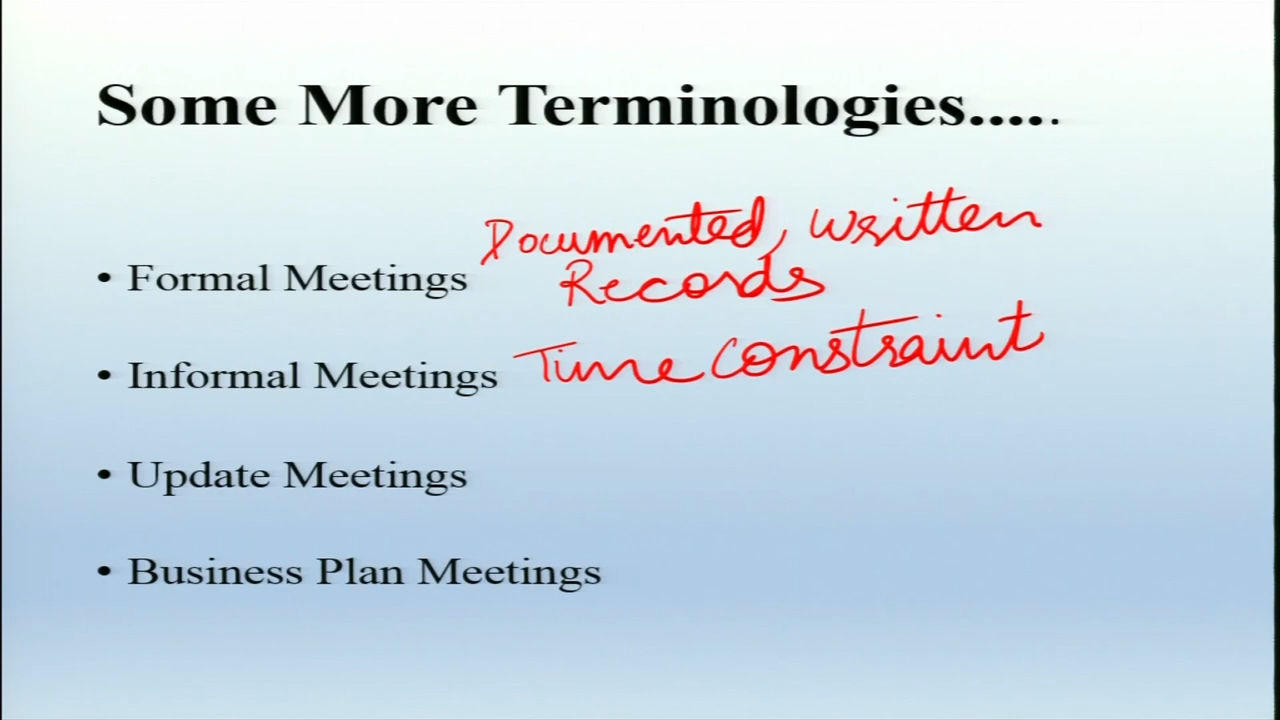 Some More Terminologies.....
Documented, written
• Formal Meetings Records
• Informal Meetings Time Constraint
• Update Meetings
• Business Plan Meetings